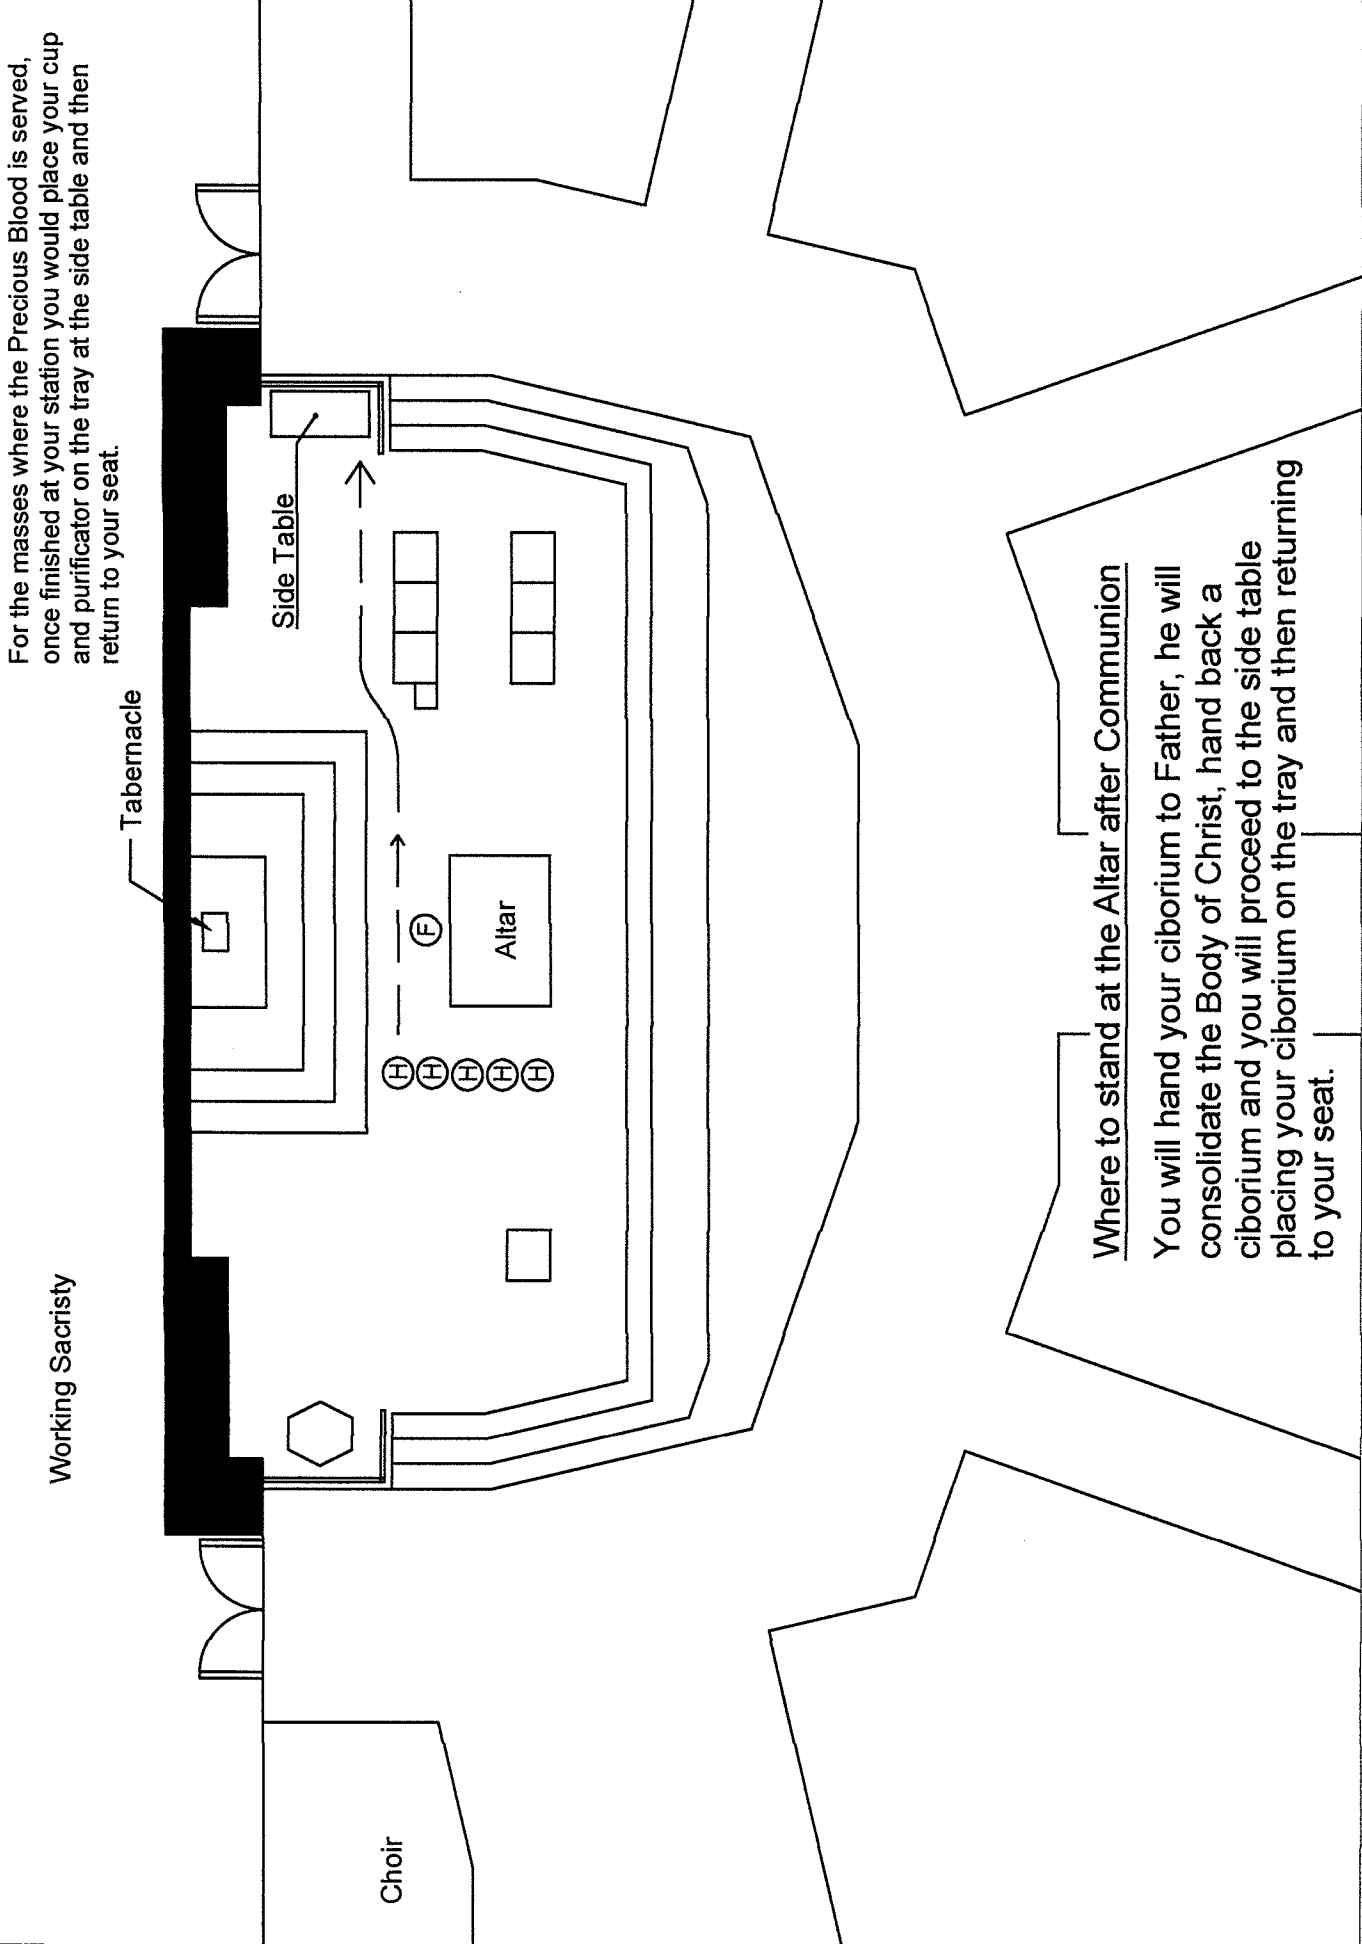 Working Sacristy
For the masses where the Precious Blood is served,
once finished at your station you would place your cup
and purificator on the tray at the side table and then
return to your seat.
Tabernacle
Side Table
F
Altar
H
H
H
H
H
Choir
Where to stand at the Altar after Communion
You will hand your ciborium to Father, he will
consolidate the Body of Christ, hand back a
ciborium and you will proceed to the side table
placing your ciborium on the tray and then returning
to your seat.